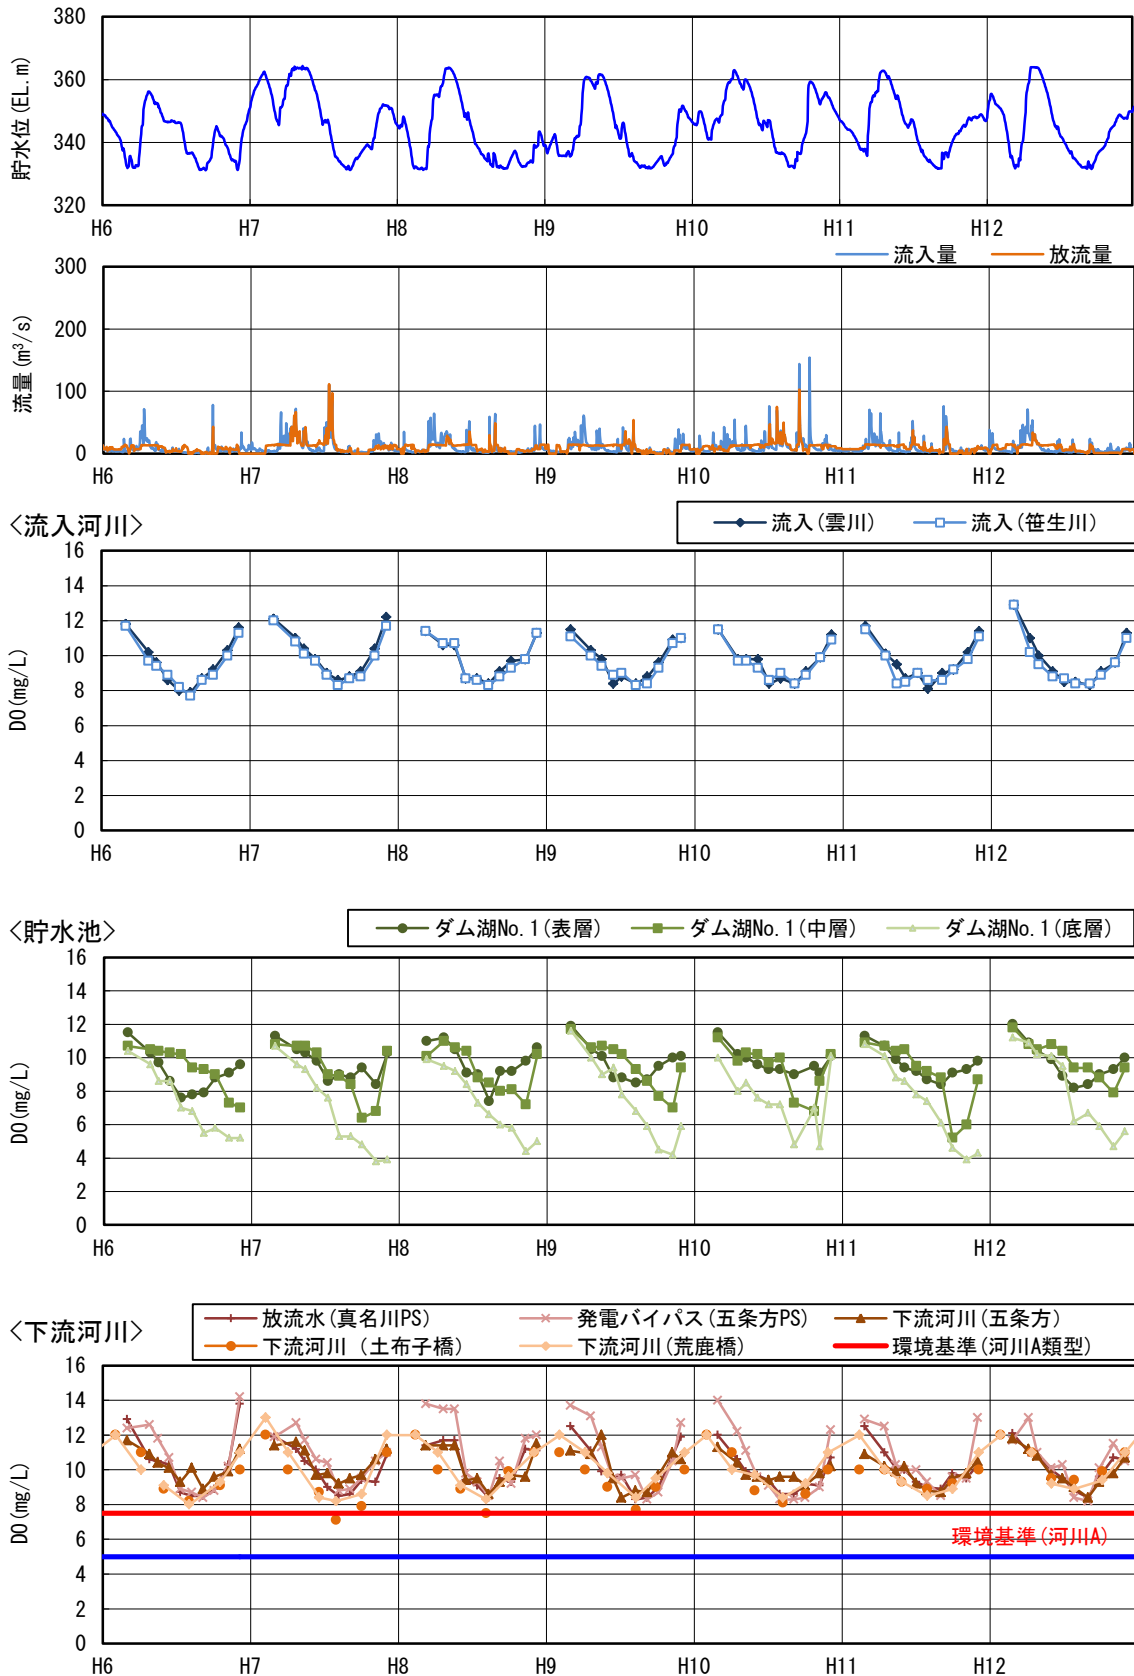 380
360
340
320
貯水位(EL.m)
H6 H7 H8 H9 H10 H11 H12
流入量 放流量
300
200
100
0
流量(m³/s)
H6 H7 H8 H9 H10 H11 H12
<流入河川>
流入(雲川) 流入(笹生川)
16
14
12
10
8
6
4
2
0
DO(mg/L)
H6 H7 H8 H9 H10 H11 H12
<貯水池>
ダム湖No.1(表層) ダム湖No.1(中層) ダム湖No.1(底層)
16
14
12
10
8
6
4
2
0
DO(mg/L)
H6 H7 H8 H9 H10 H11 H12
<下流河川>
放流水(真名川PS) 発電バイパス(五条方PS) 下流河川(五条方)
下流河川(土布子橋) 下流河川(荒鹿橋) 環境基準(河川A類型)
16
14
12
10
8
6
4
2
0
DO(mg/L)
環境基準(河川A)
H6 H7 H8 H9 H10 H11 H12